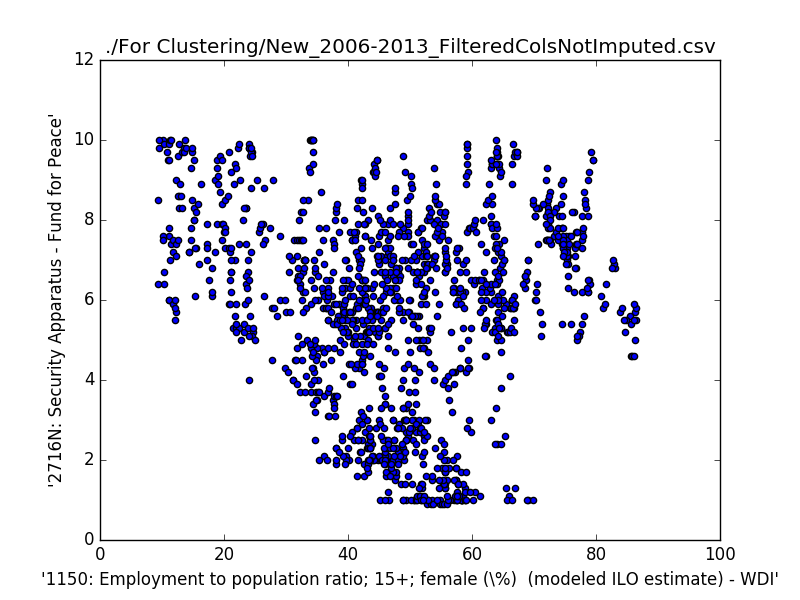 ./For Clustering/New_2006-2013_FilteredColsNotImputed.csv
12
10
8
6
4
2
0
'2716N: Security Apparatus - Fund for Peace'
0 20 40 60 80 100
'1150: Employment to population ratio; 15+; female (\%)  (modeled ILO estimate) - WDI'